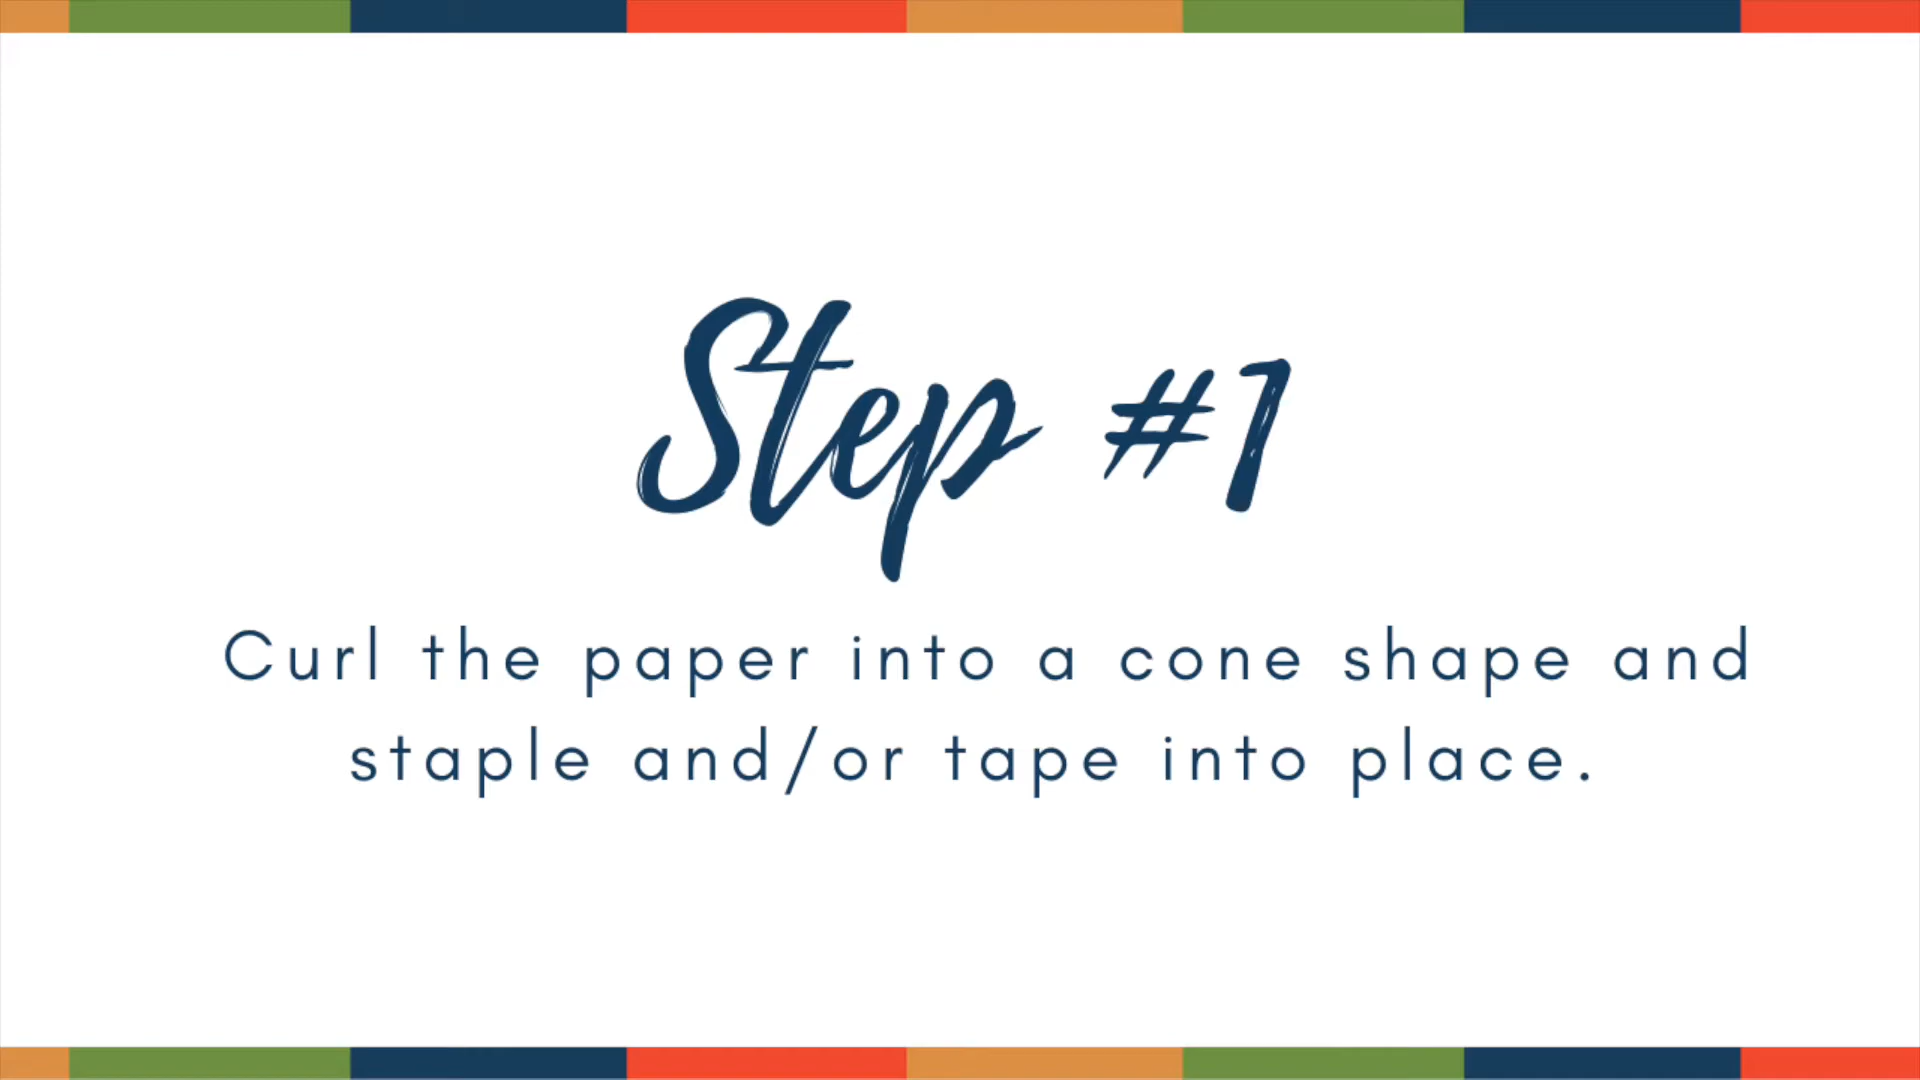 Step #1
Curl the paper into a cone shape and
staple and/or tape into place.